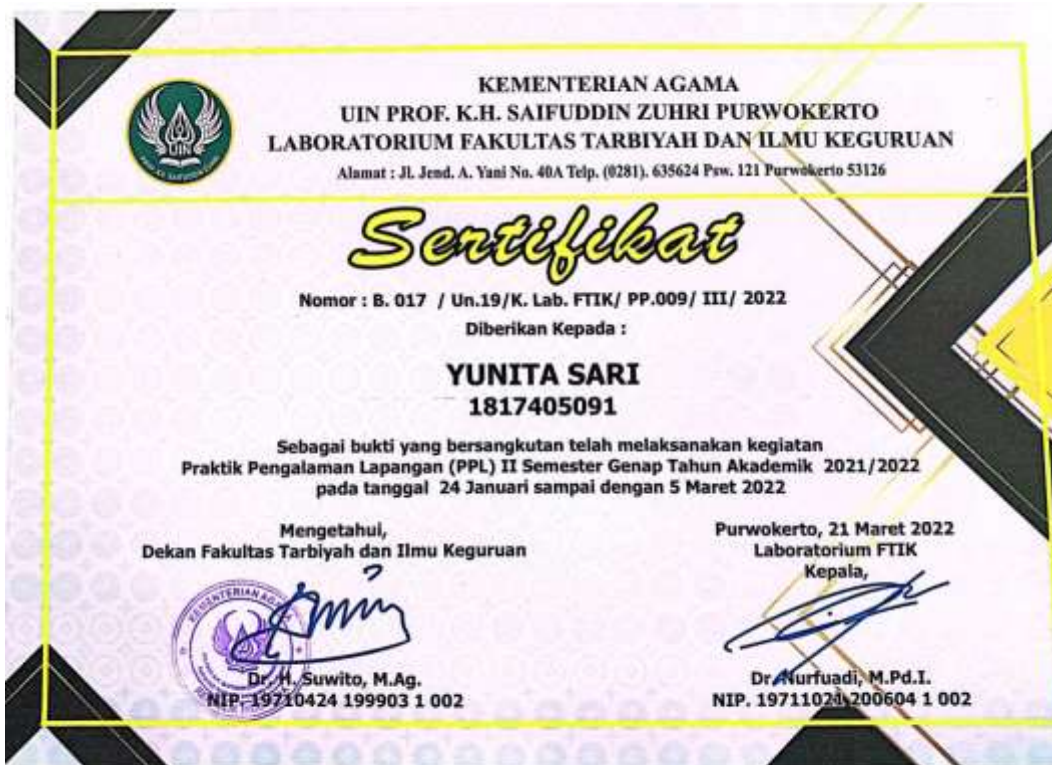 KEMENTERIAN AGAMA
UIN PROF. K.H. SAIFUDDIN ZUHRI PURWOKERTO
LABORATORIUM FAKULTAS TARBIYAH DAN ILMU KEGURUAN
Alamat : Jl. Jend. A. Yani No. 40A Telp. (0281). 635624 Psw. 121 Purwokerto 53126
UIN
Sertifikat
Nomor : B. 017 / Un.19/K. Lab. FTIK/ PP.009/ III/ 2022
Diberikan Kepada :
YUNITA SARI
1817405091
Sebagai bukti yang bersangkutan telah melaksanakan kegiatan
Praktik Pengalaman Lapangan (PPL) II Semester Genap Tahun Akademik 2021/2022
pada tanggal 24 Januari sampai dengan 5 Maret 2022
Mengetahui,
Dekan Fakultas Tarbiyah dan Ilmu Keguruan
KEMENTERIAN AGAMA
Dr. H. Suwito, M.Ag.
NIP. 19710424 199903 1 002
Purwokerto, 21 Maret 2022
Laboratorium FTIK
Kepala,
Dr. Nurfuadi, M.Pd.I.
NIP. 19711021 200604 1 002